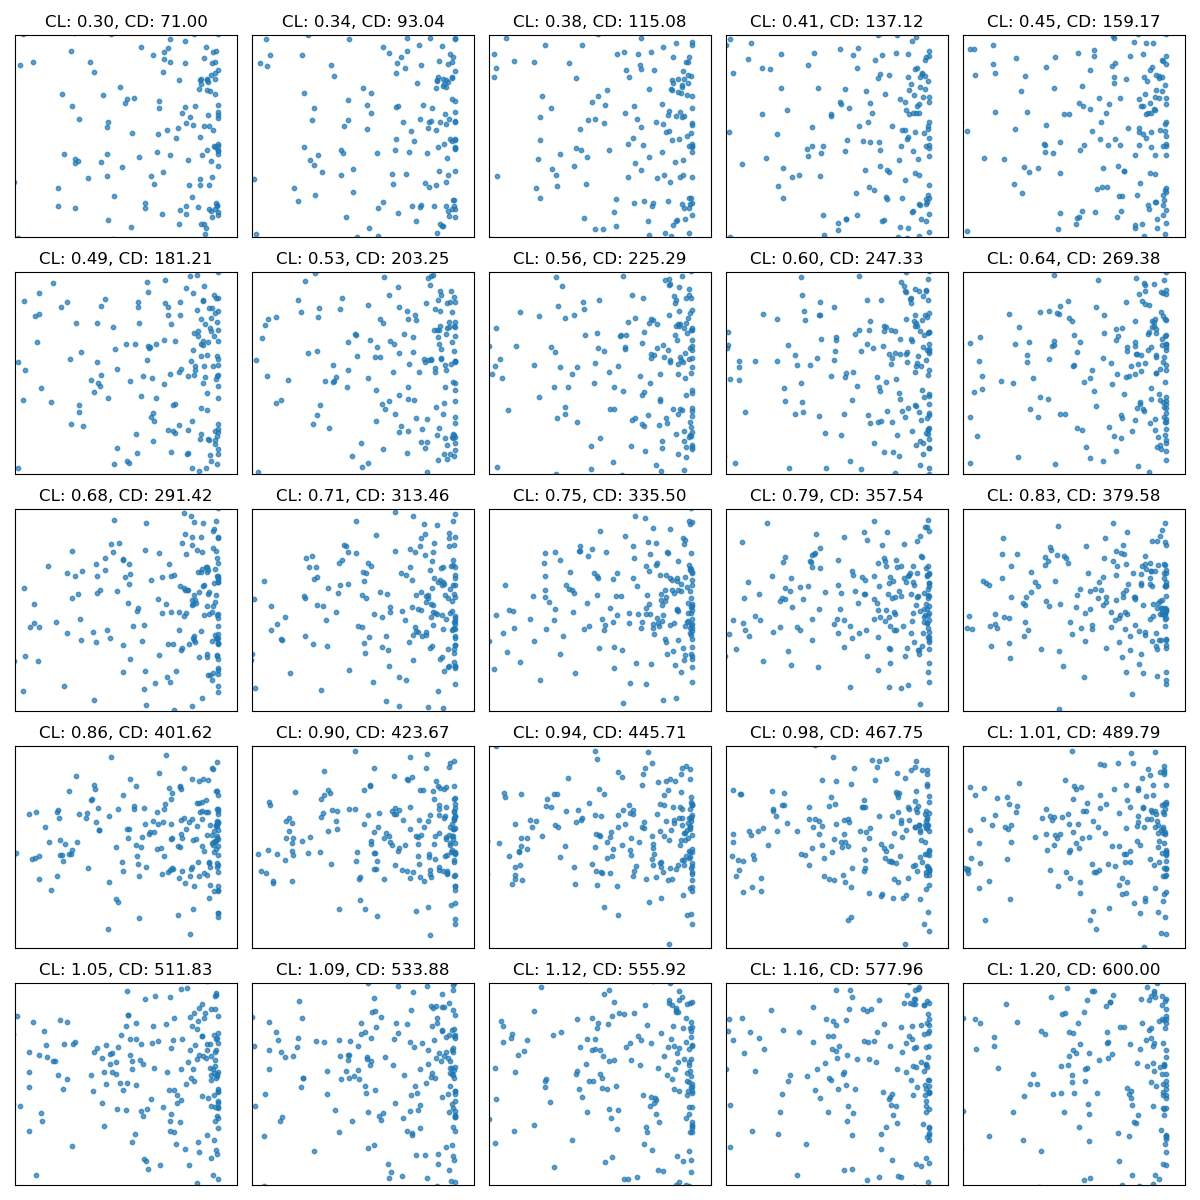 CL: 0.30, CD: 71.00
CL: 0.34, CD: 93.04
CL: 0.38, CD: 115.08
CL: 0.41, CD: 137.12
CL: 0.45, CD: 159.17
CL: 0.49, CD: 181.21
CL: 0.53, CD: 203.25
CL: 0.56, CD: 225.29
CL: 0.60, CD: 247.33
CL: 0.64, CD: 269.38
CL: 0.68, CD: 291.42
CL: 0.71, CD: 313.46
CL: 0.75, CD: 335.50
CL: 0.79, CD: 357.54
CL: 0.83, CD: 379.58
CL: 0.86, CD: 401.62
CL: 0.90, CD: 423.67
CL: 0.94, CD: 445.71
CL: 0.98, CD: 467.75
CL: 1.01, CD: 489.79
CL: 1.05, CD: 511.83
CL: 1.09, CD: 533.88
CL: 1.12, CD: 555.92
CL: 1.16, CD: 577.96
CL: 1.20, CD: 600.00